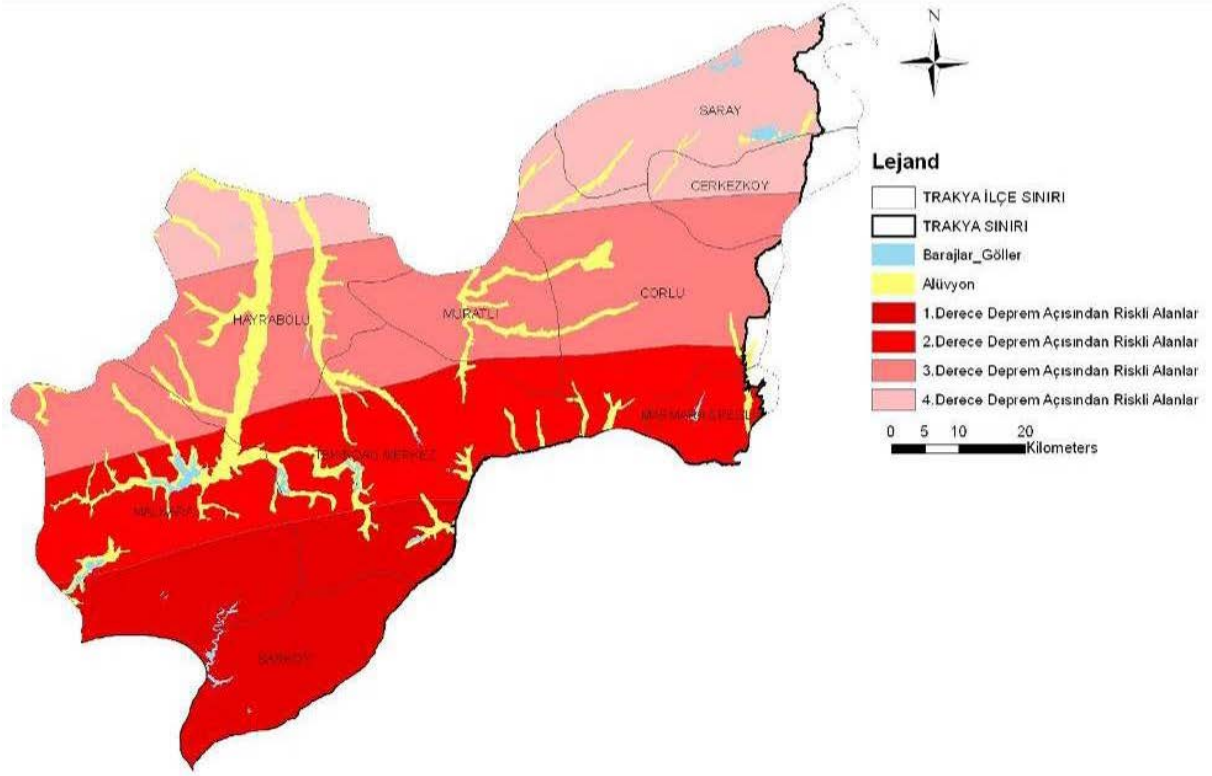 N
SARAY
CERKEZKOY
Lejand
TRAKYA İLÇE SINIRI
TRAKYA SINIRI
Barajlar_Göller
Alüvyon
1.Derece Deprem Açısından Riskli Alanlar
2.Derece Deprem Açısından Riskli Alanlar
3.Derece Deprem Açısından Riskli Alanlar
4.Derece Deprem Açısından Riskli Alanlar
0 5 10 20
Kilometers
HAYRABOLU
MURATLI
CORLU
MARMARA EREGLISI
TEKIRDAG MERKEZ
MALKARA
SARKOY